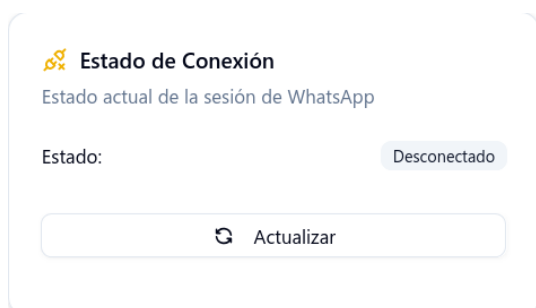 Estado de Conexión
Estado actual de la sesión de WhatsApp
Estado: Desconectado
Actualizar